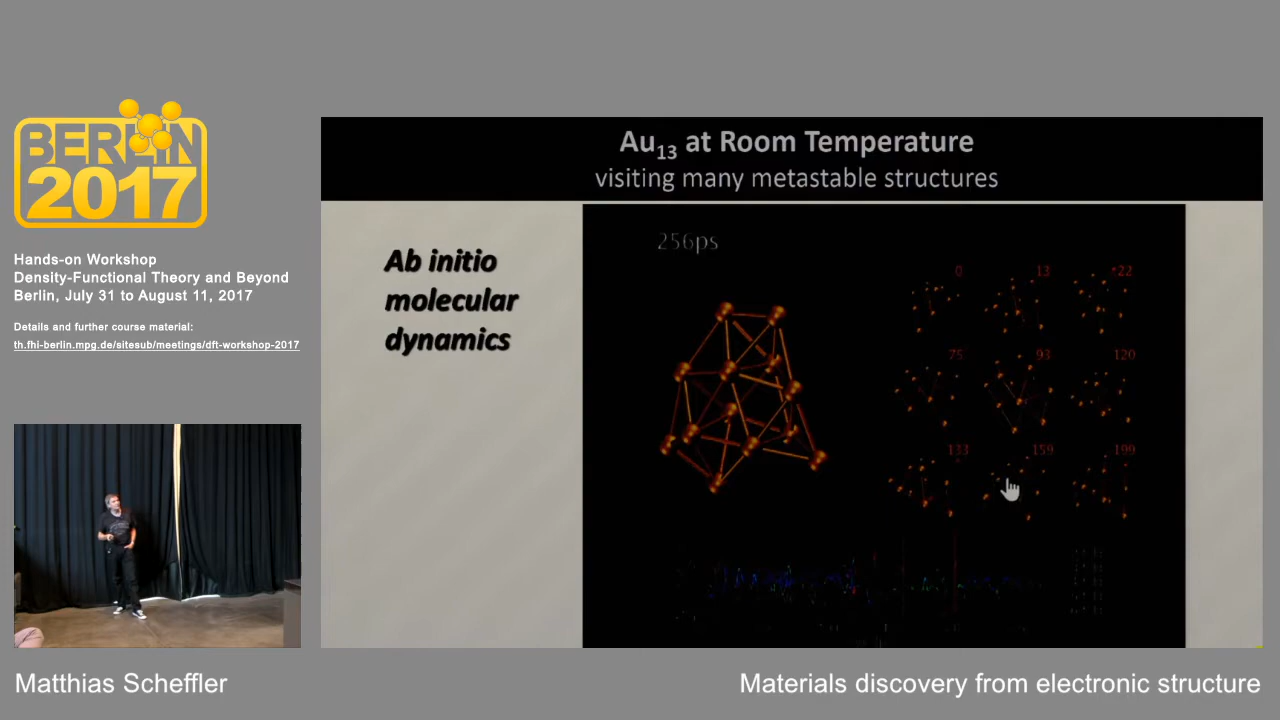 BERLIN
2017
Hands-on Workshop
Density-Functional Theory and Beyond
Berlin, July 31 to August 11, 2017
Details and further course material:
th.fhi-berlin.mpg.de/sitesub/meetings/dft-workshop-2017
Au13 at Room Temperature
visiting many metastable structures
Ab initio
molecular
dynamics
256ps
0 13 22
75 93 120
133 159 199
Matthias Scheffler
Materials discovery from electronic structure